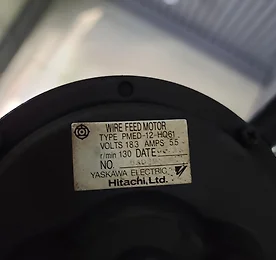 WIRE FEED MOTOR
TYPE PMED-12-HQ61
VOLTS 18.3 AMPS 5.5
r/min 130 DATE
NO
YASKAWA ELECTRIC
Hitachi, Ltd.